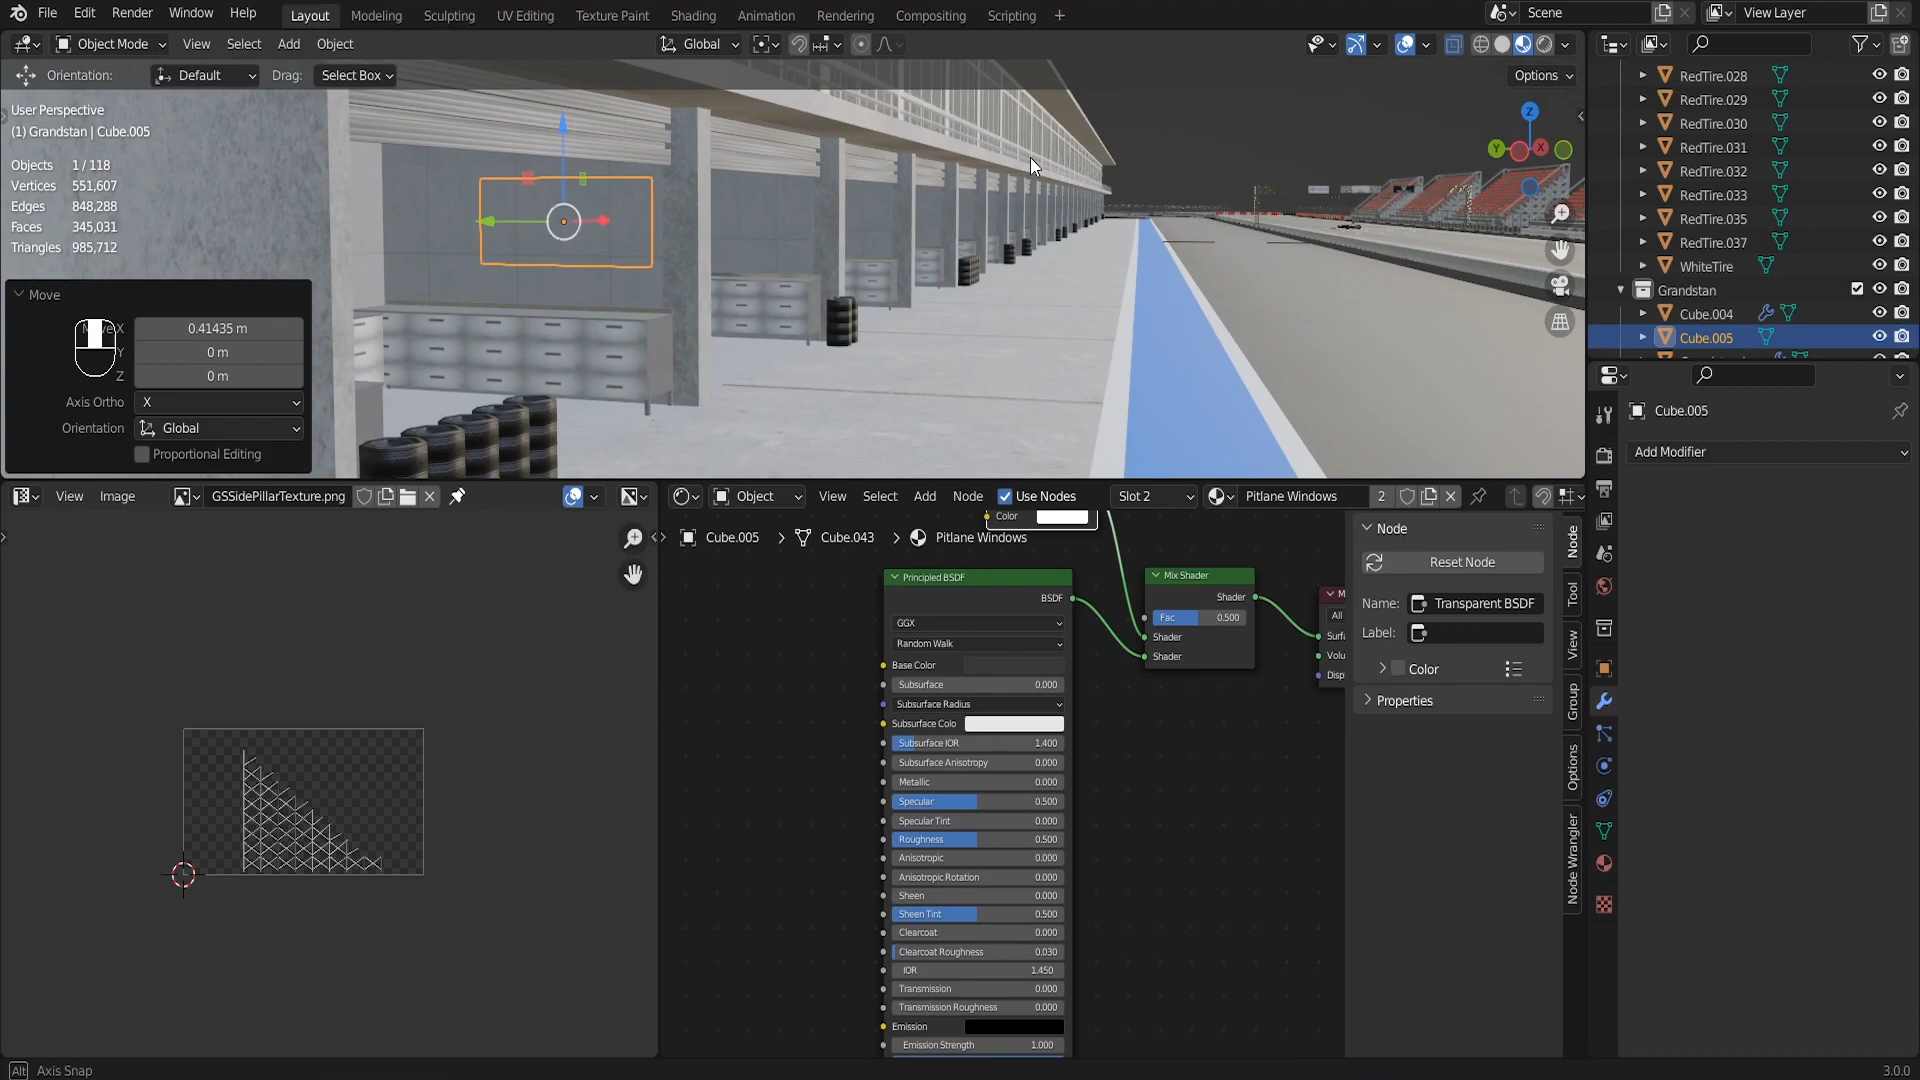 File Edit Render Window Help Layout Modeling Sculpting UV Editing Texture Paint Shading Animation Rendering Compositing Scripting + Scene View Layer
Object Mode View Select Add Object Global
Orientation: Default Drag: Select Box Options
User Perspective
(1) Grandstan | Cube.005
Objects 1/118
Vertices 551,607
Edges 848,288
Faces 345,031
Triangles 985,712
Move
X 0.41435 m
Y 0 m
Z 0 m
Axis Ortho X
Orientation Global
Proportional Editing
Z
Y
X
RedTire.028
RedTire.029
RedTire.030
RedTire.031
RedTire.032
RedTire.033
RedTire.035
RedTire.037
WhiteTire
Grandstan
Cube.004
Cube.005
Cube.005
Add Modifier
View Image GSSidePillarTexture.png
Object View Select Add Node Use Nodes Slot 2 Pitlane Windows 2
Color
Cube.005 > Cube.043 > Pitlane Windows
Principled BSDF
BSDF
GGX
Random Walk
Base Color
Subsurface 0.000
Subsurface Radius
Subsurface Colo
Subsurface IOR 1.400
Subsurface Anisotropy 0.000
Metallic 0.000
Specular 0.500
Specular Tint 0.000
Roughness 0.500
Anisotropic 0.000
Anisotropic Rotation 0.000
Sheen 0.000
Sheen Tint 0.500
Clearcoat 0.000
Clearcoat Roughness 0.030
IOR 1.450
Transmission 0.000
Transmission Roughness 0.000
Emission
Emission Strength 1.000
Mix Shader
Shader
Fac 0.500
Shader
Shader
M
All
Surfa
Volu
Disp
Node
Reset Node
Name: Transparent BSDF
Label:
Color
Properties
Node
Tool
View
Group
Options
Node Wrangler
Alt Axis Snap
3.0.0